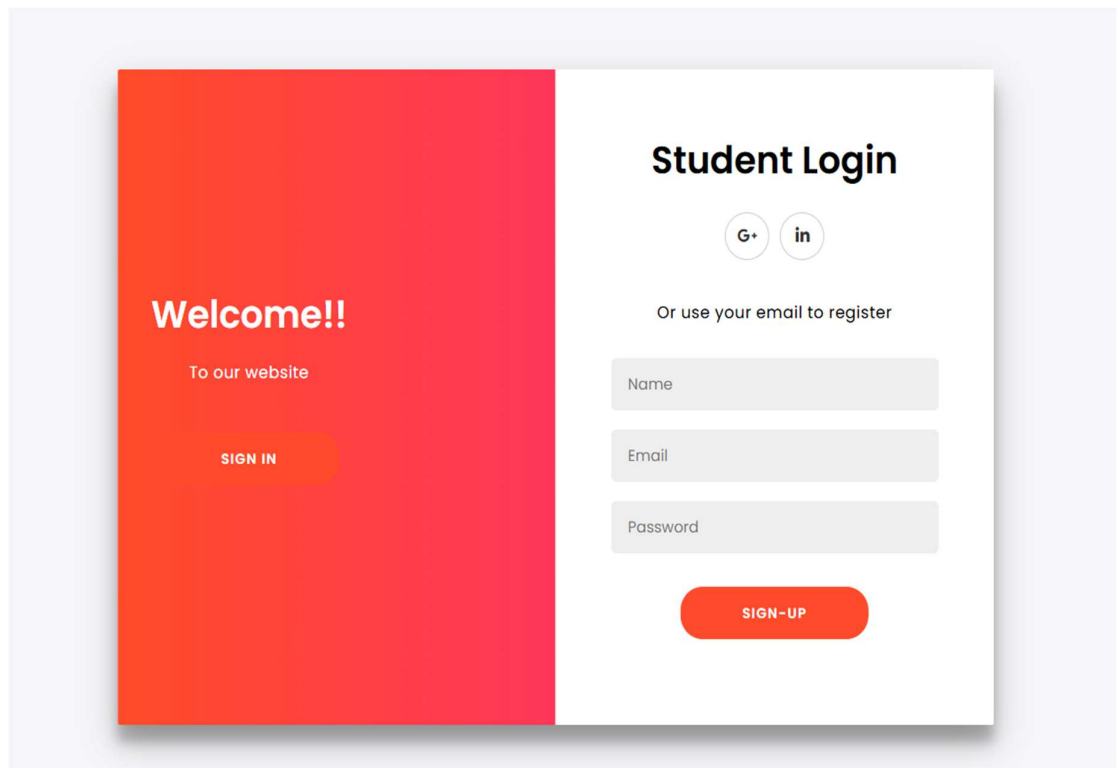 Welcome!!
To our website
SIGN IN
Student Login
G+
in
Or use your email to register
Name
Email
Password
SIGN-UP